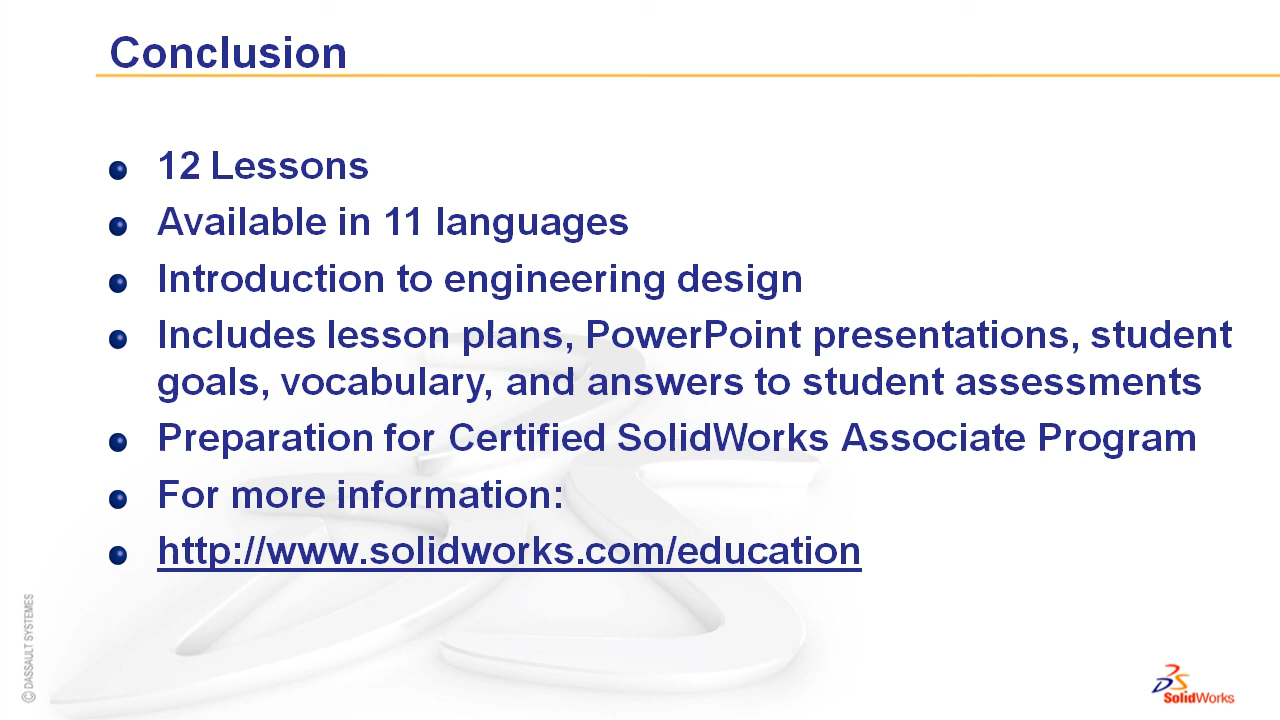 Conclusion
12 Lessons
Available in 11 languages
Introduction to engineering design
Includes lesson plans, PowerPoint presentations, student
goals, vocabulary, and answers to student assessments
Preparation for Certified SolidWorks Associate Program
For more information:
http://www.solidworks.com/education
© DASSAULT SYSTEMES
SolidWorks